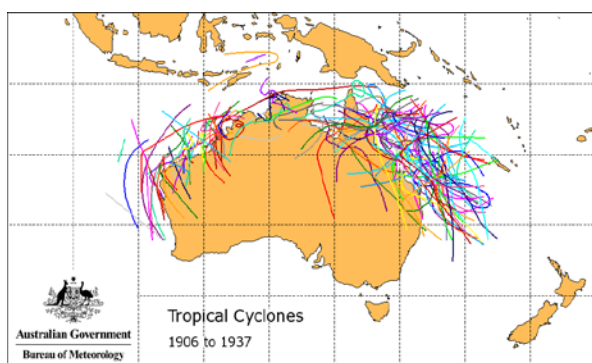 Tropical Cyclones
1906 to 1937
Australian Government
Bureau of Meteorology